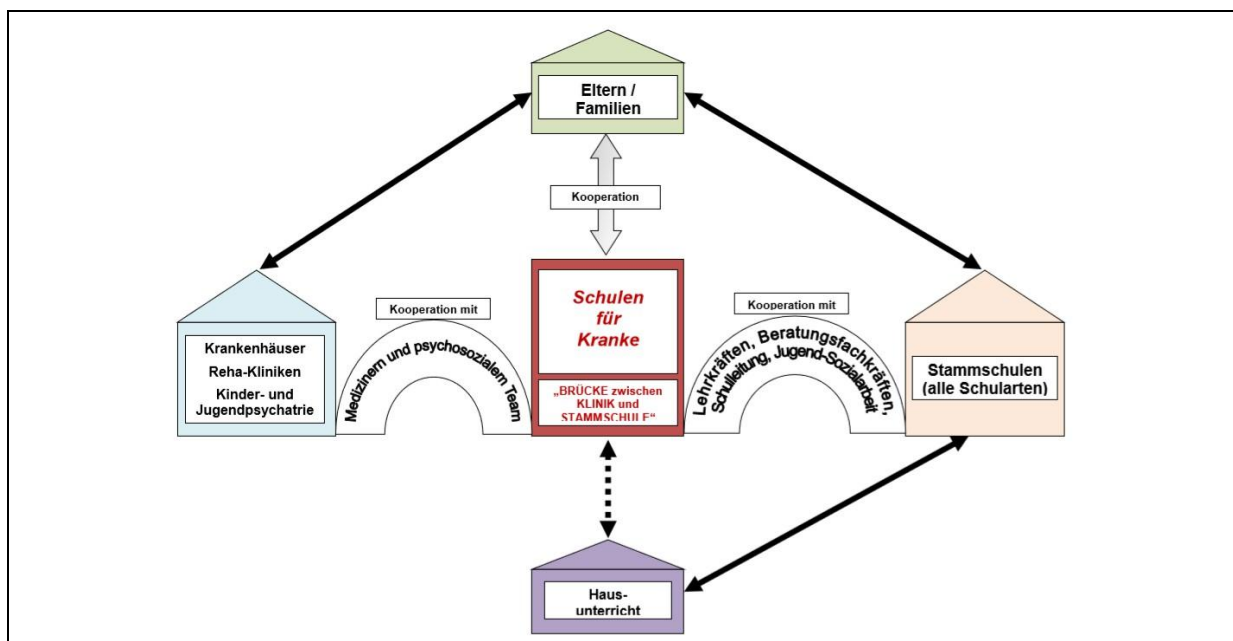 Eltern /
Familien
Kooperation
Schulen
für
Kranke
„BRÜCKE zwischen
KLINIK und
STAMMSCHULE“
Kooperation mit
Medizinern und psychosozialem Team
Krankenhäuser
Reha-Kliniken
Kinder- und
Jugendpsychatrie
Kooperation mit
Lehrkräften, Beratungsfachkräften,
Schulleitung, Jugend-Sozialarbeit
Stammschulen
(alle Schularten)
Haus-
unterricht